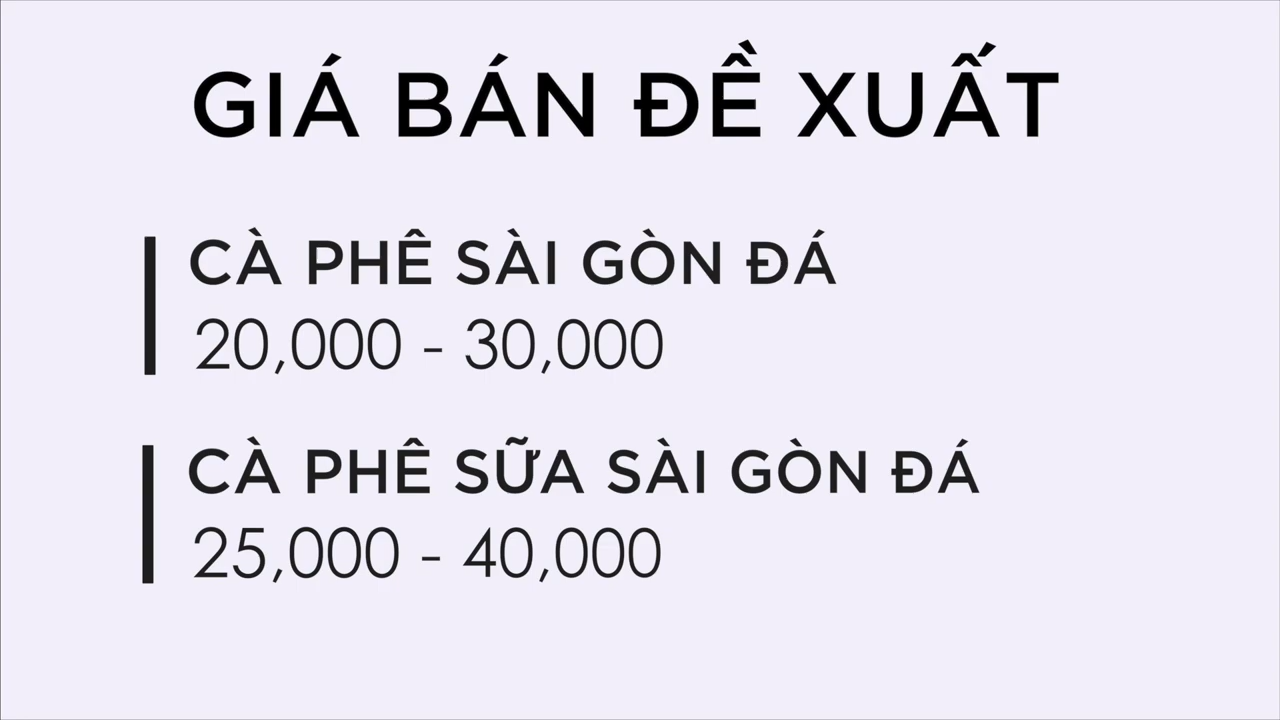 GIÁ BÁN ĐỀ XUẤT
CÀ PHÊ SÀI GÒN ĐÁ
20,000 - 30,000
CÀ PHÊ SỮA SÀI GÒN ĐÁ
25,000 - 40,000